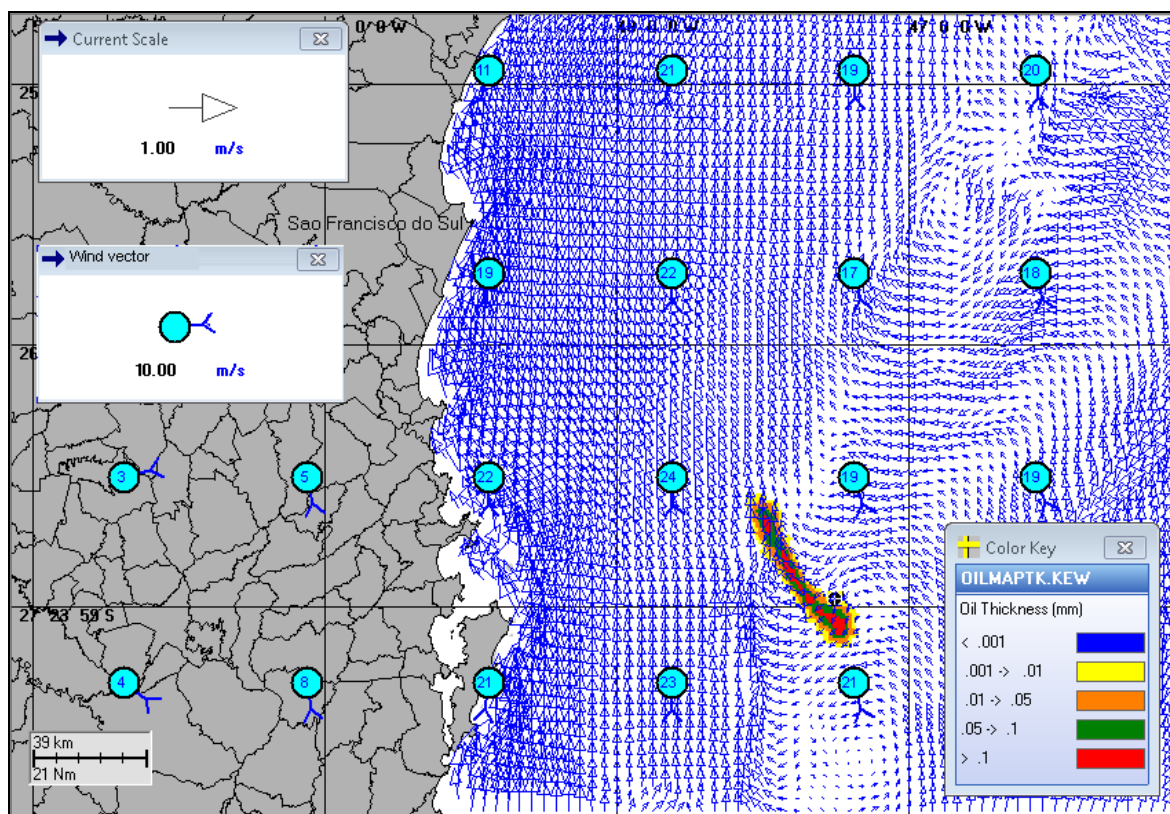 Current Scale
1.00 m/s
0 W
0 0 W
47 0 0 W
11
21
19
20
25
Sao Francisco do Sul
Wind vector
10.00 m/s
19
22
17
18
26
3
5
22
24
19
19
27 23 59 S
4
8
21
23
21
39 km
21 Nm
Color Key
OILMAPTK.KEW
Oil Thickness (mm)
< .001
.001 -> .01
.01 -> .05
.05 -> .1
> .1